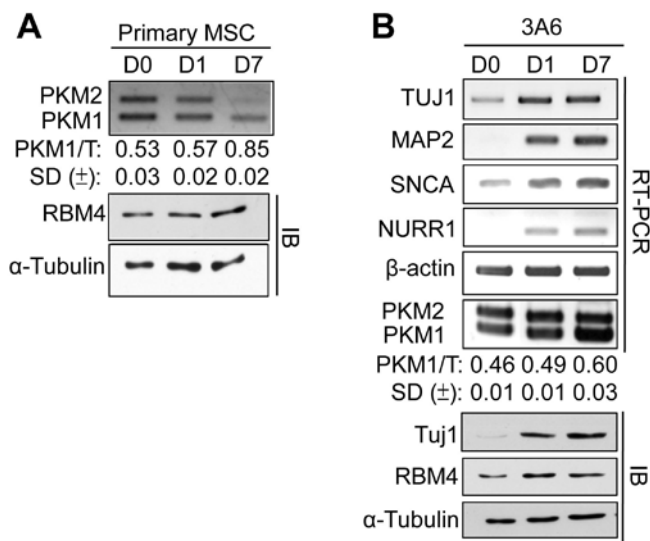 A
Primary MSC
D0 D1 D7
PKM2
PKM1
PKM1/T: 0.53 0.57 0.85
SD (±): 0.03 0.02 0.02
RBM4
α-Tubulin
IB
B
3A6
D0 D1 D7
TUJ1
MAP2
SNCA
NURR1
β-actin
PKM2
PKM1
RT-PCR
PKM1/T: 0.46 0.49 0.60
SD (±): 0.01 0.01 0.03
Tuj1
RBM4
α-Tubulin
IB